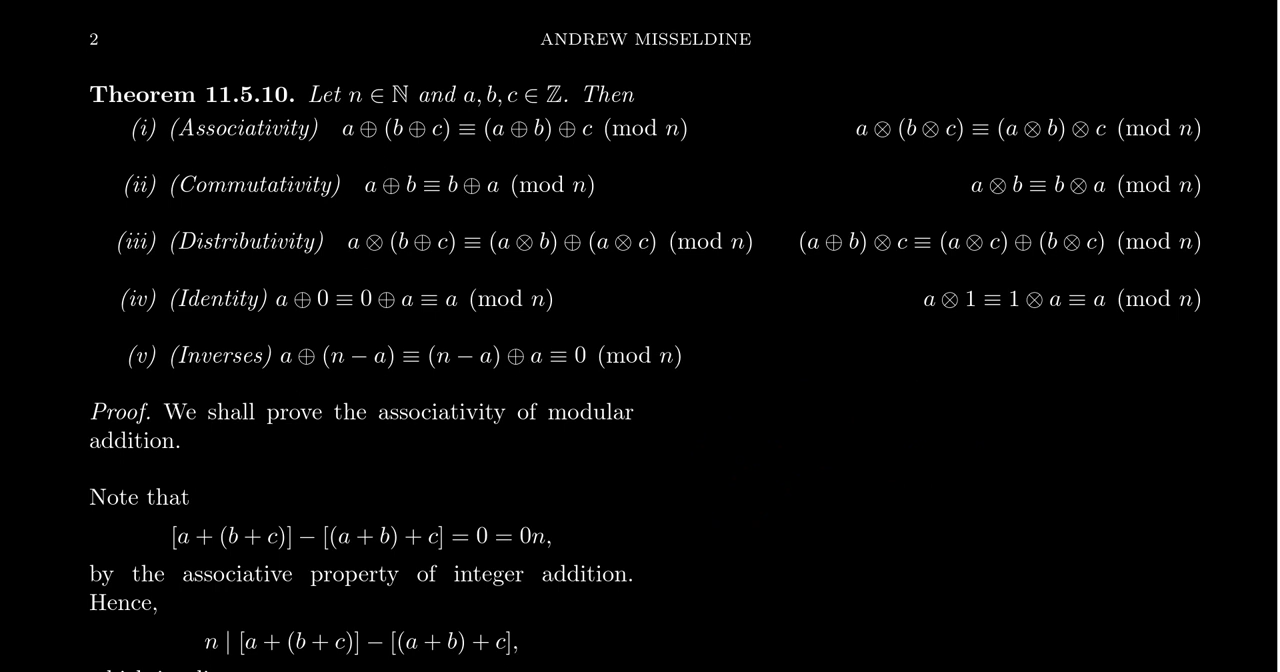 2 ANDREW MISSELDINE
Theorem 11.5.10. Let n ∈ ℕ and a, b, c ∈ ℤ. Then
(i) (Associativity) a ⊕ (b ⊕ c) ≡ (a ⊕ b) ⊕ c (mod n) a ⊗ (b ⊗ c) ≡ (a ⊗ b) ⊗ c (mod n)
(ii) (Commutativity) a ⊕ b ≡ b ⊕ a (mod n) a ⊗ b ≡ b ⊗ a (mod n)
(iii) (Distributivity) a ⊗ (b ⊕ c) ≡ (a ⊗ b) ⊕ (a ⊗ c) (mod n) (a ⊕ b) ⊗ c ≡ (a ⊗ c) ⊕ (b ⊗ c) (mod n)
(iv) (Identity) a ⊕ 0 ≡ 0 ⊕ a ≡ a (mod n) a ⊗ 1 ≡ 1 ⊗ a ≡ a (mod n)
(v) (Inverses) a ⊕ (n − a) ≡ (n − a) ⊕ a ≡ 0 (mod n)
Proof. We shall prove the associativity of modular
addition.
Note that
[a + (b + c)] − [(a + b) + c] = 0 = 0n,
by the associative property of integer addition.
Hence,
n | [a + (b + c)] − [(a + b) + c],